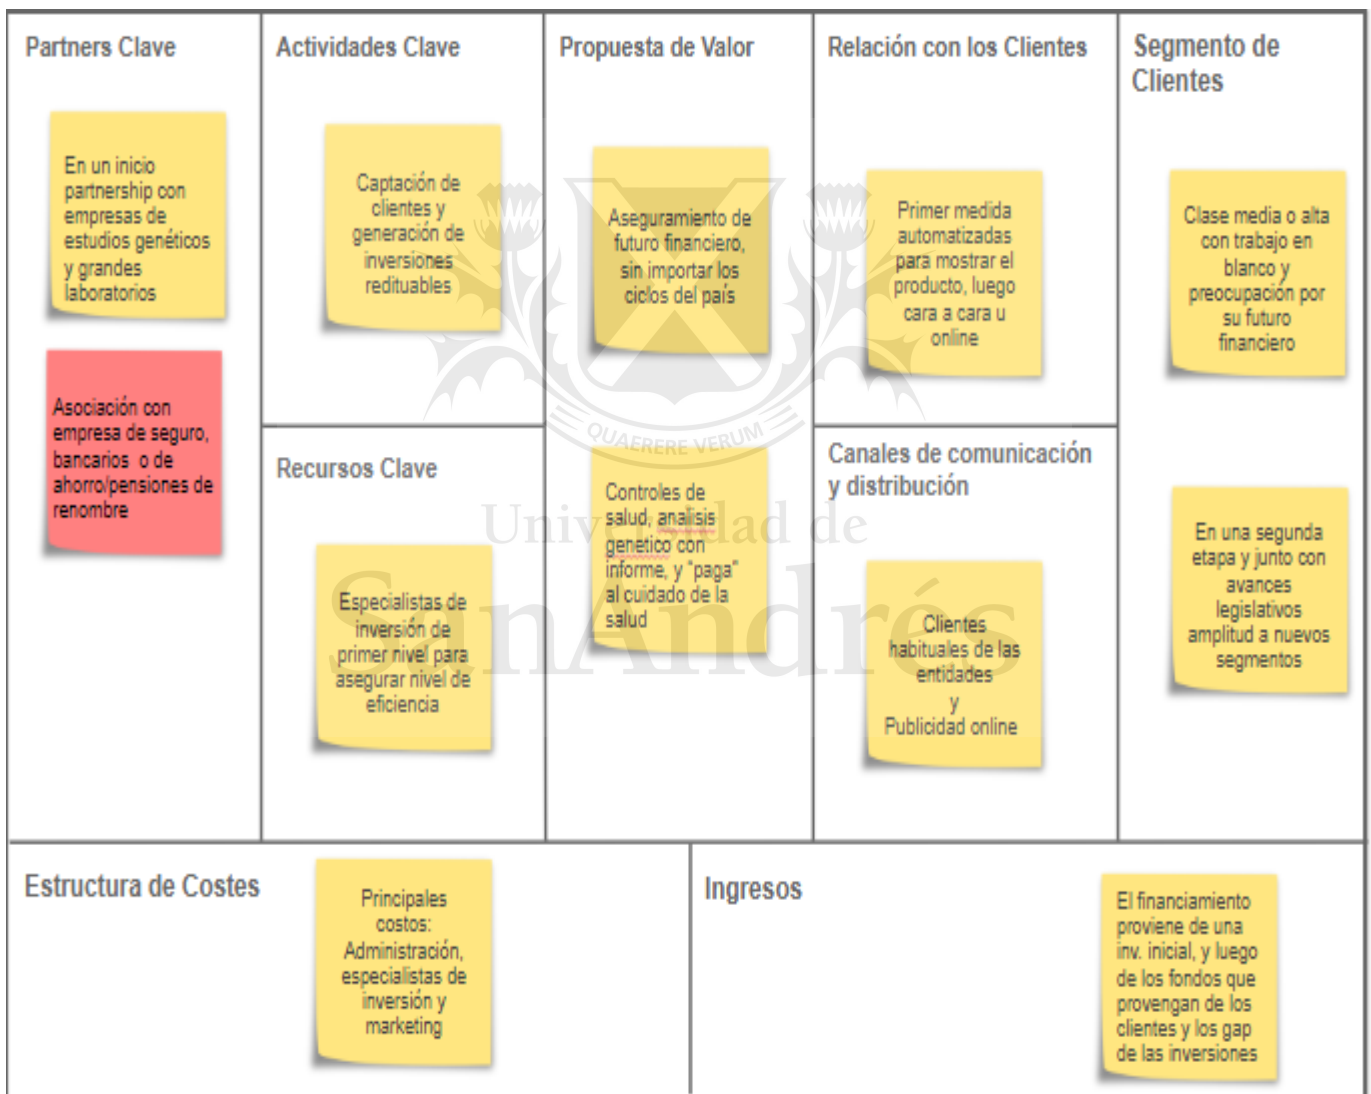 Partners Clave
En un inicio
partnership con
empresas de
estudios genéticos
y grandes
laboratorios
Asociación con
empresa de seguro,
bancarios o de
ahorro/pensiones de
renombre
Actividades Clave
Captación de
clientes y
generación de
inversiones
redituables
Recursos Clave
Especialistas de
inversión de
primer nivel para
asegurar nivel de
eficiencia
Propuesta de Valor
Aseguramiento de
futuro financiero,
sin importar los
ciclos del país
Controles de
salud, analisis
genetico con
informe, y "paga"
al cuidado de la
salud
Relación con los Clientes
Primer medida
automatizadas
para mostrar el
producto, luego
cara a cara u
online
Canales de comunicación
y distribución
Clientes
habituales de las
entidades
y
Publicidad online
Segmento de
Clientes
Clase media o alta
con trabajo en
blanco y
preocupación por
su futuro
financiero
En una segunda
etapa y junto con
avances
legislativos
amplitud a nuevos
segmentos
Estructura de Costes
Principales
costos:
Administración,
especialistas de
inversión y
marketing
Ingresos
El financiamiento
proviene de una
inv. inicial, y luego
de los fondos que
provengan de los
clientes y los gap
de las inversiones
QUAERERE VERUM
Universidad de
SanAndrés